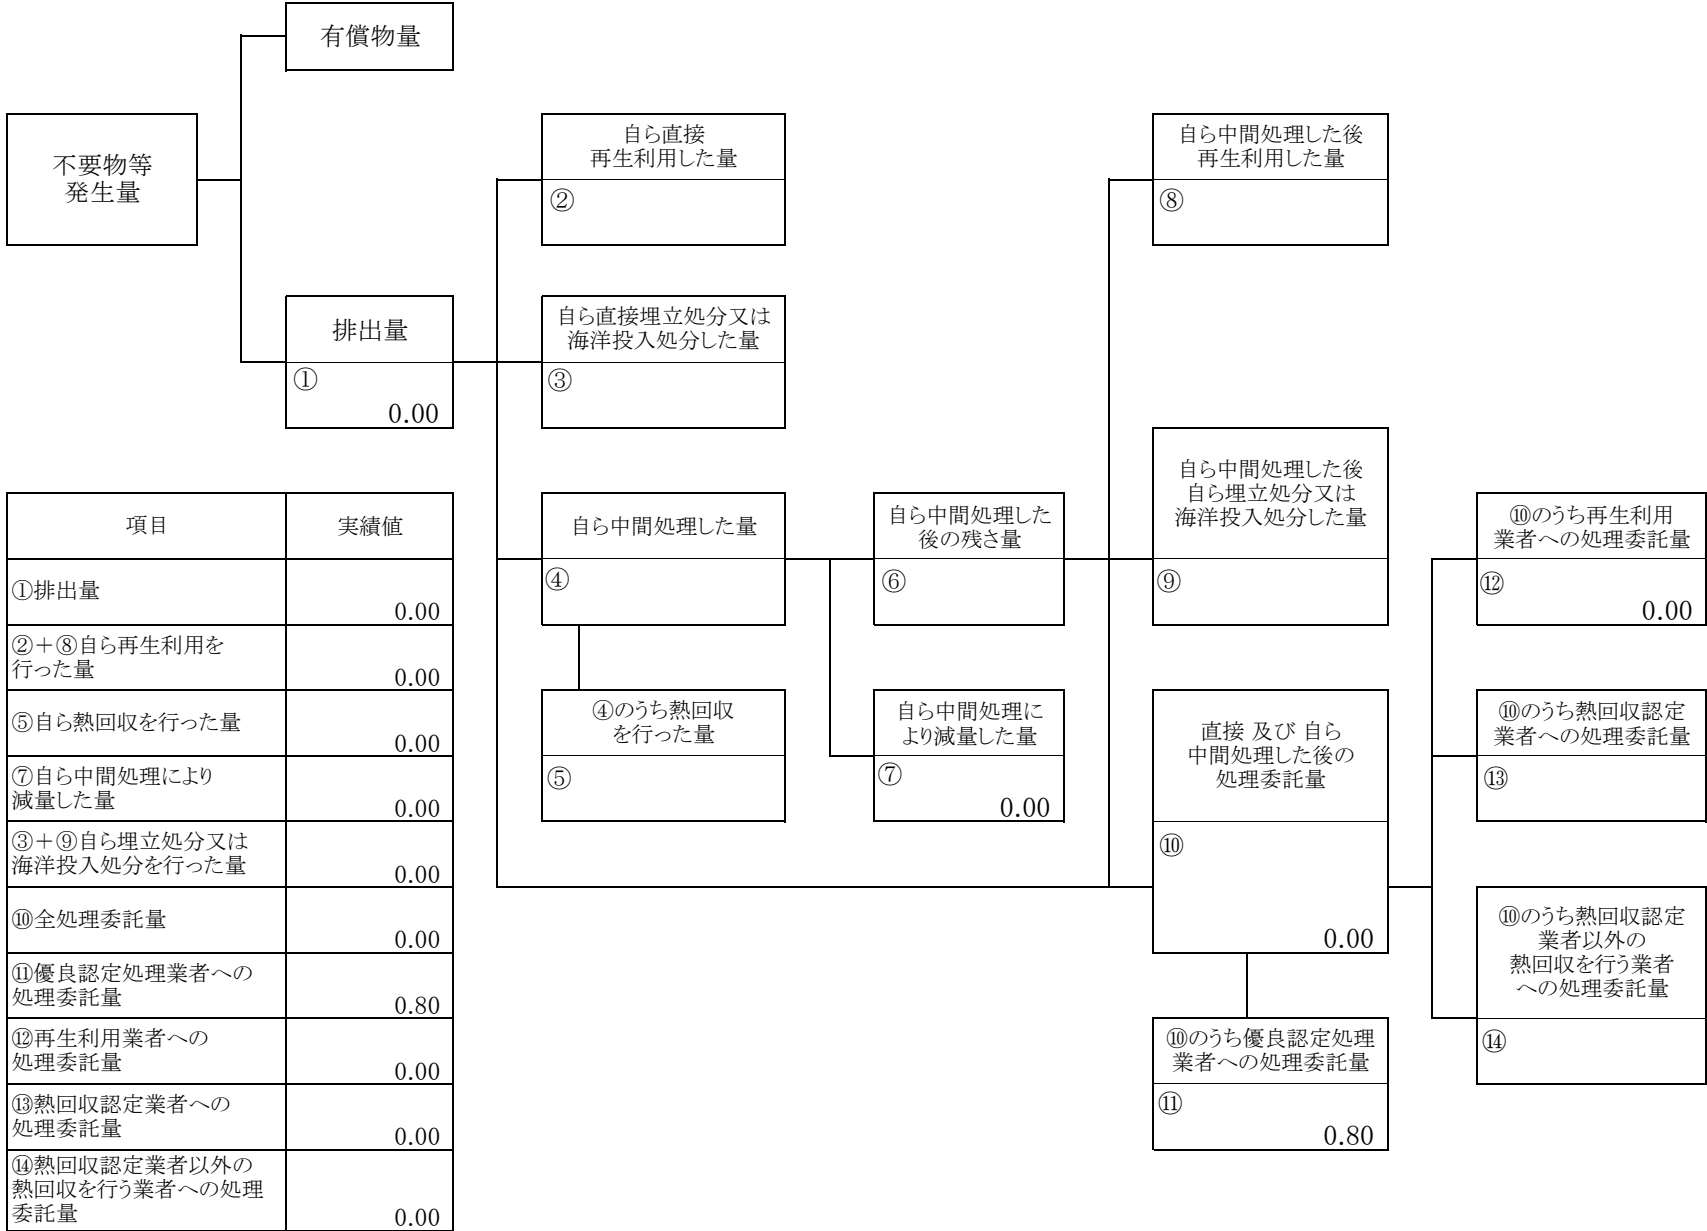 有償物量
不要物等
発生量
自ら直接
再生利用した量
②
自ら中間処理した後
再生利用した量
⑧
排出量
①
0.00
自ら直接埋立処分又は
海洋投入処分した量
③
自ら中間処理した量
④
自ら中間処理した
後の残さ量
⑥
自ら中間処理した後
自ら埋立処分又は
海洋投入処分した量
⑨
⑩のうち再生利用
業者への処理委託量
⑫
0.00
④のうち熱回収
を行った量
⑤
自ら中間処理に
より減量した量
⑦
0.00
直接 及び 自ら
中間処理した後の
処理委託量
⑩
0.00
⑩のうち熱回収認定
業者への処理委託量
⑬
⑩のうち熱回収認定
業者以外の
熱回収を行う業者
への処理委託量
⑭
⑩のうち優良認定処理
業者への処理委託量
⑪
0.80
項目 実績値
①排出量
0.00
②＋⑧自ら再生利用を
行った量
0.00
⑤自ら熱回収を行った量
0.00
⑦自ら中間処理により
減量した量
0.00
③＋⑨自ら埋立処分又は
海洋投入処分を行った量
0.00
⑩全処理委託量
0.00
⑪優良認定処理業者への
処理委託量
0.80
⑫再生利用業者への
処理委託量
0.00
⑬熱回収認定業者への
処理委託量
0.00
⑭熱回収認定業者以外の
熱回収を行う業者への処理
委託量
0.00